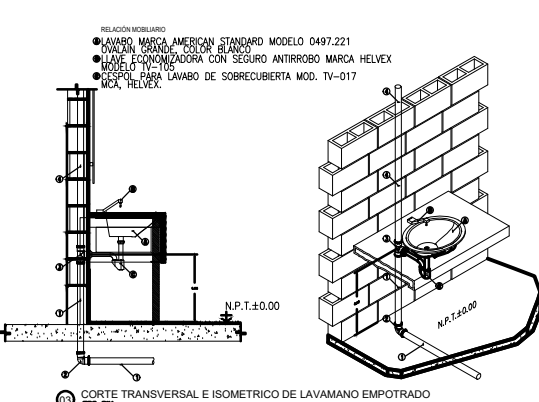 RELACIÓN MOBILIARIO
LAVABO MARCA AMERICAN STANDARD MODELO 0497.221
OVALAIN GRANDE, COLOR BLANCO
LLAVE ECONOMIZADORA CON SEGURO ANTIRROBO MARCA HELVEX
MODELO TV-105
CESPOL PARA LAVABO DE SOBRECUBIERTA MOD. TV-017
MCA, HELVEX.
N.P.T.±0.00
N.P.T.±0.00
03 CORTE TRANSVERSAL E ISOMETRICO DE LAVAMANO EMPOTRADO